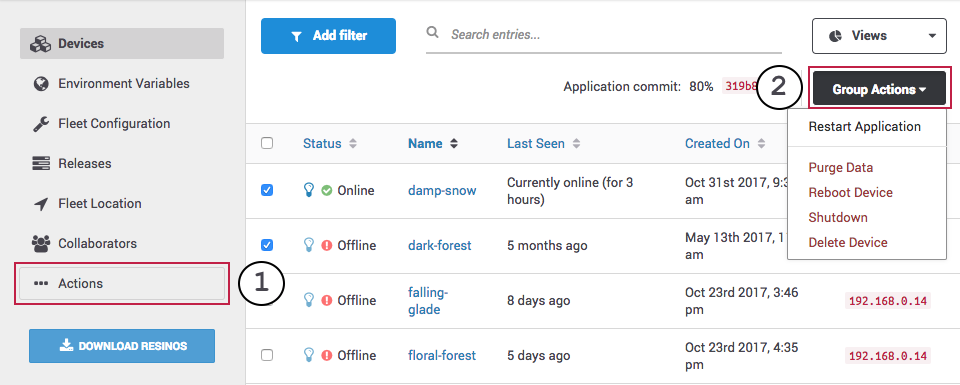 Devices
Environment Variables
Fleet Configuration
Releases
Fleet Location
Collaborators
Actions
1
DOWNLOAD RESINOS
Add filter
Search entries...
Views
Application commit: 80%
2
Group Actions
Restart Application
Purge Data
Reboot Device
Shutdown
Delete Device
Status Name Last Seen Created On
Online damp-snow Currently online (for 3
hours) Oct 31st 2017,
am
Offline dark-forest 5 months ago May 13th 2017,
am
Offline falling-
glade 8 days ago Oct 23rd 2017, 3:46
pm 192.168.0.14
Offline floral-forest 5 days ago Oct 23rd 2017, 4:35
pm 192.168.0.14